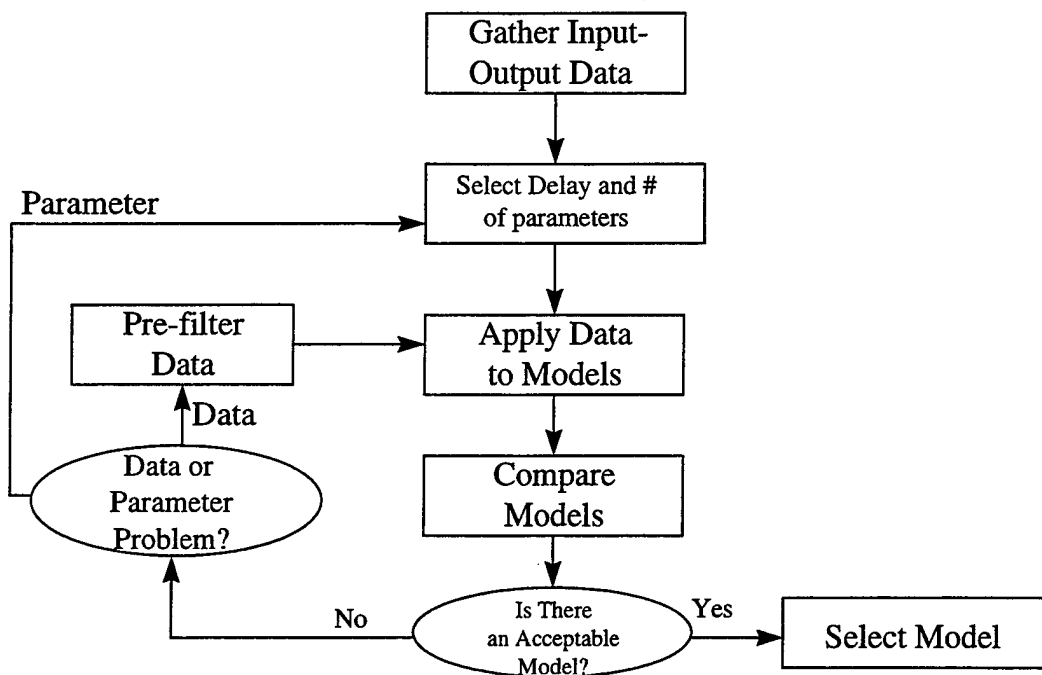 Gather Input-
Output Data
Select Delay and #
of parameters
Parameter
Pre-filter
Data
Apply Data
to Models
Data
Data or
Parameter
Problem?
Compare
Models
Is There
an Acceptable
Model?
No
Yes
Select Model